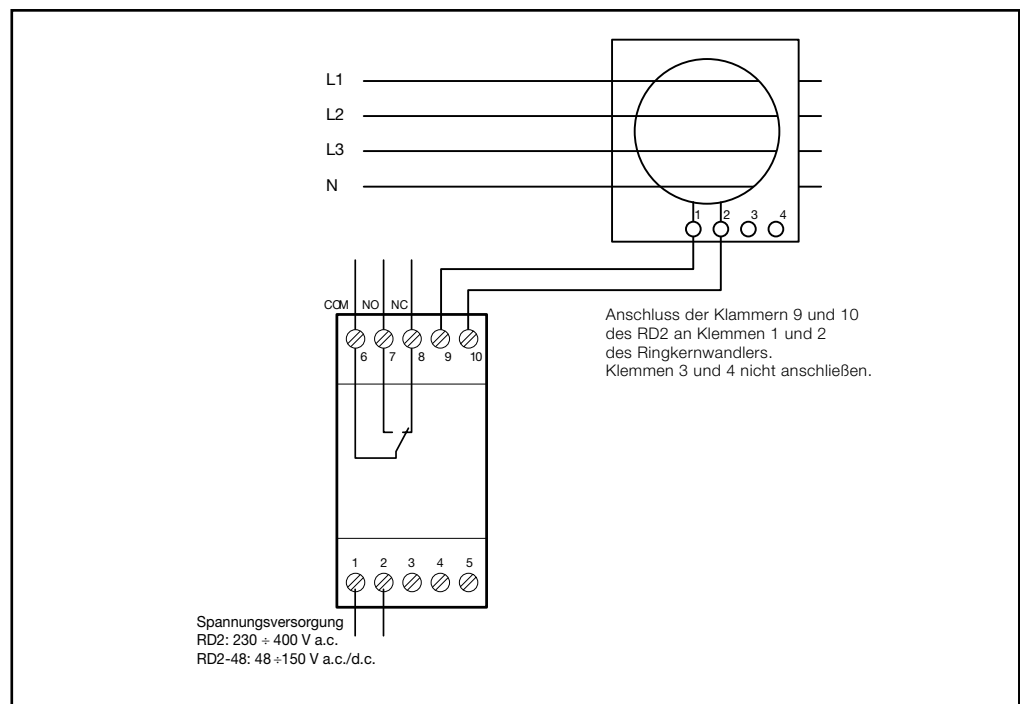 L1
L2
L3
N
1 2 3 4
COM NO NC
6 7 8 9 10
Anschluss der Klammern 9 und 10
des RD2 an Klemmen 1 und 2
des Ringkernwandlers.
Klemmen 3 und 4 nicht anschließen.
1 2 3 4 5
Spannungsversorgung
RD2: 230 ÷ 400 V a.c.
RD2-48: 48 ÷150 V a.c./d.c.